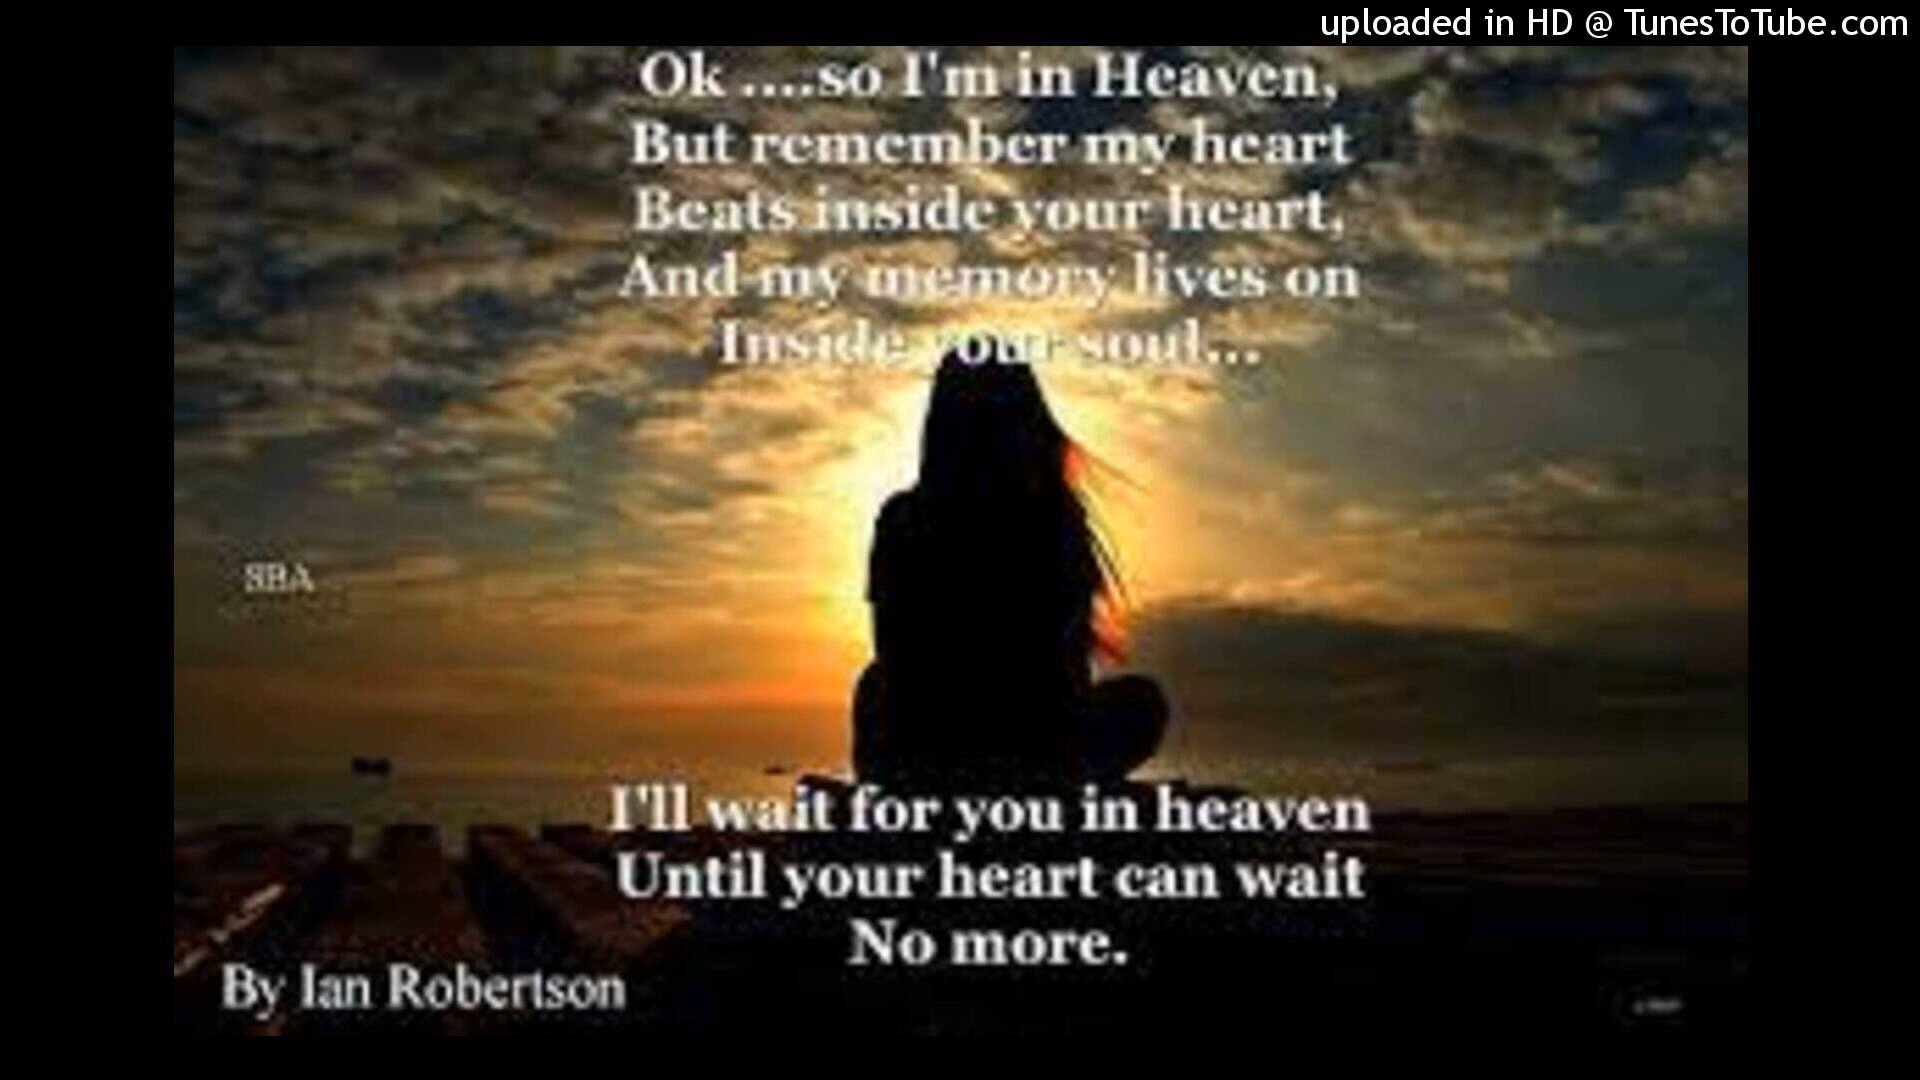 uploaded in HD @ TunesToTube.com
Ok ....so I'm in Heaven,
But remember my heart
Beats inside your heart,
And my memory lives on
Inside your soul...
SBA
I'll wait for you in heaven
Until your heart can wait
No more.
By Ian Robertson